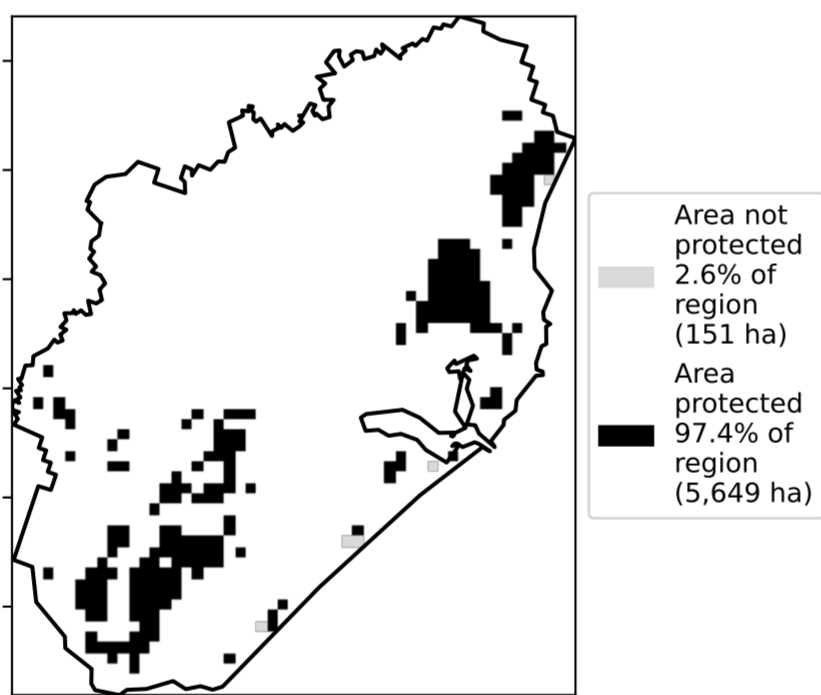 Area not
protected
2.6% of
region
(151 ha)
Area
protected
97.4% of
region
(5,649 ha)